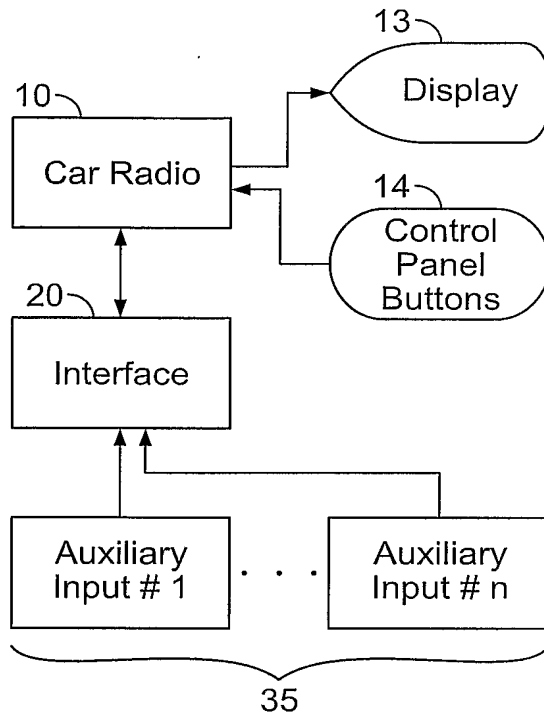 13
Display
10
Car Radio
14
Control
Panel
Buttons
20
Interface
Auxiliary
Input # 1
. . .
Auxiliary
Input # n
35